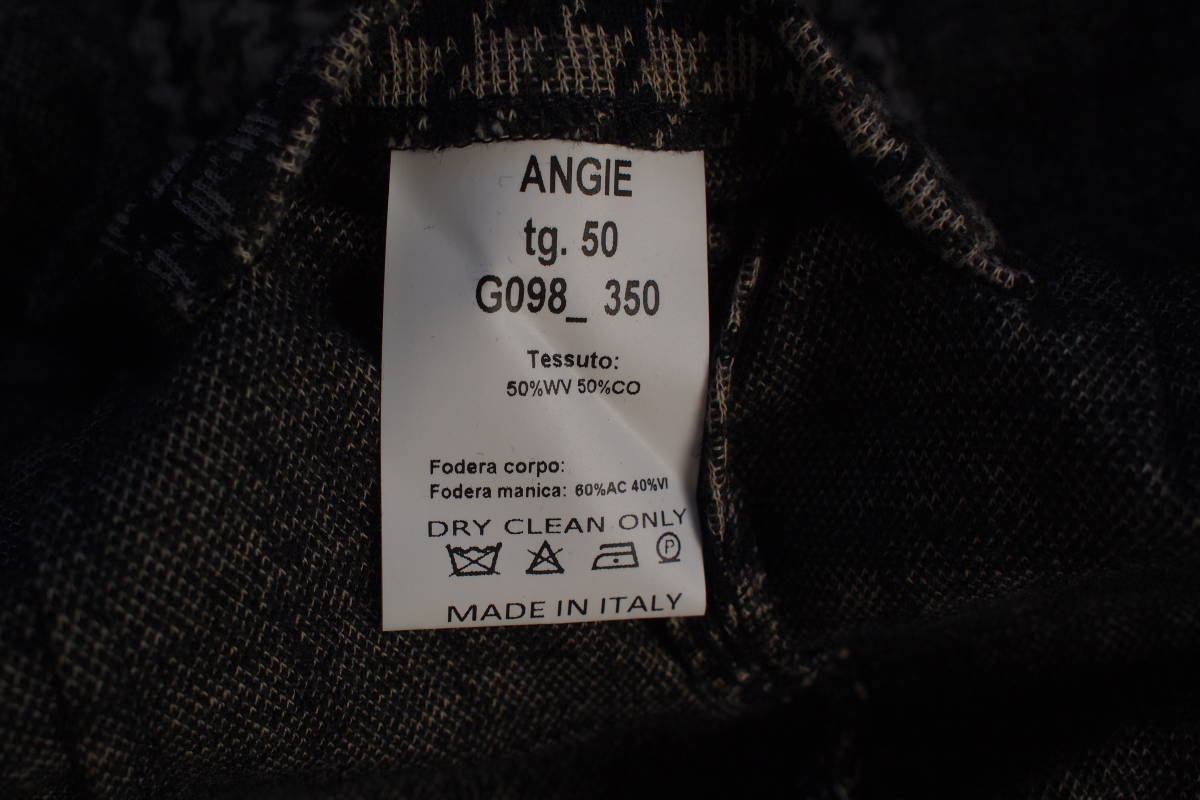 ANGIE
tg. 50
G098_ 350
Tessuto:
50%WV 50%CO
Fodera corpo:
Fodera manica: 60%AC 40%VI
DRY CLEAN ONLY
P
MADE IN ITALY